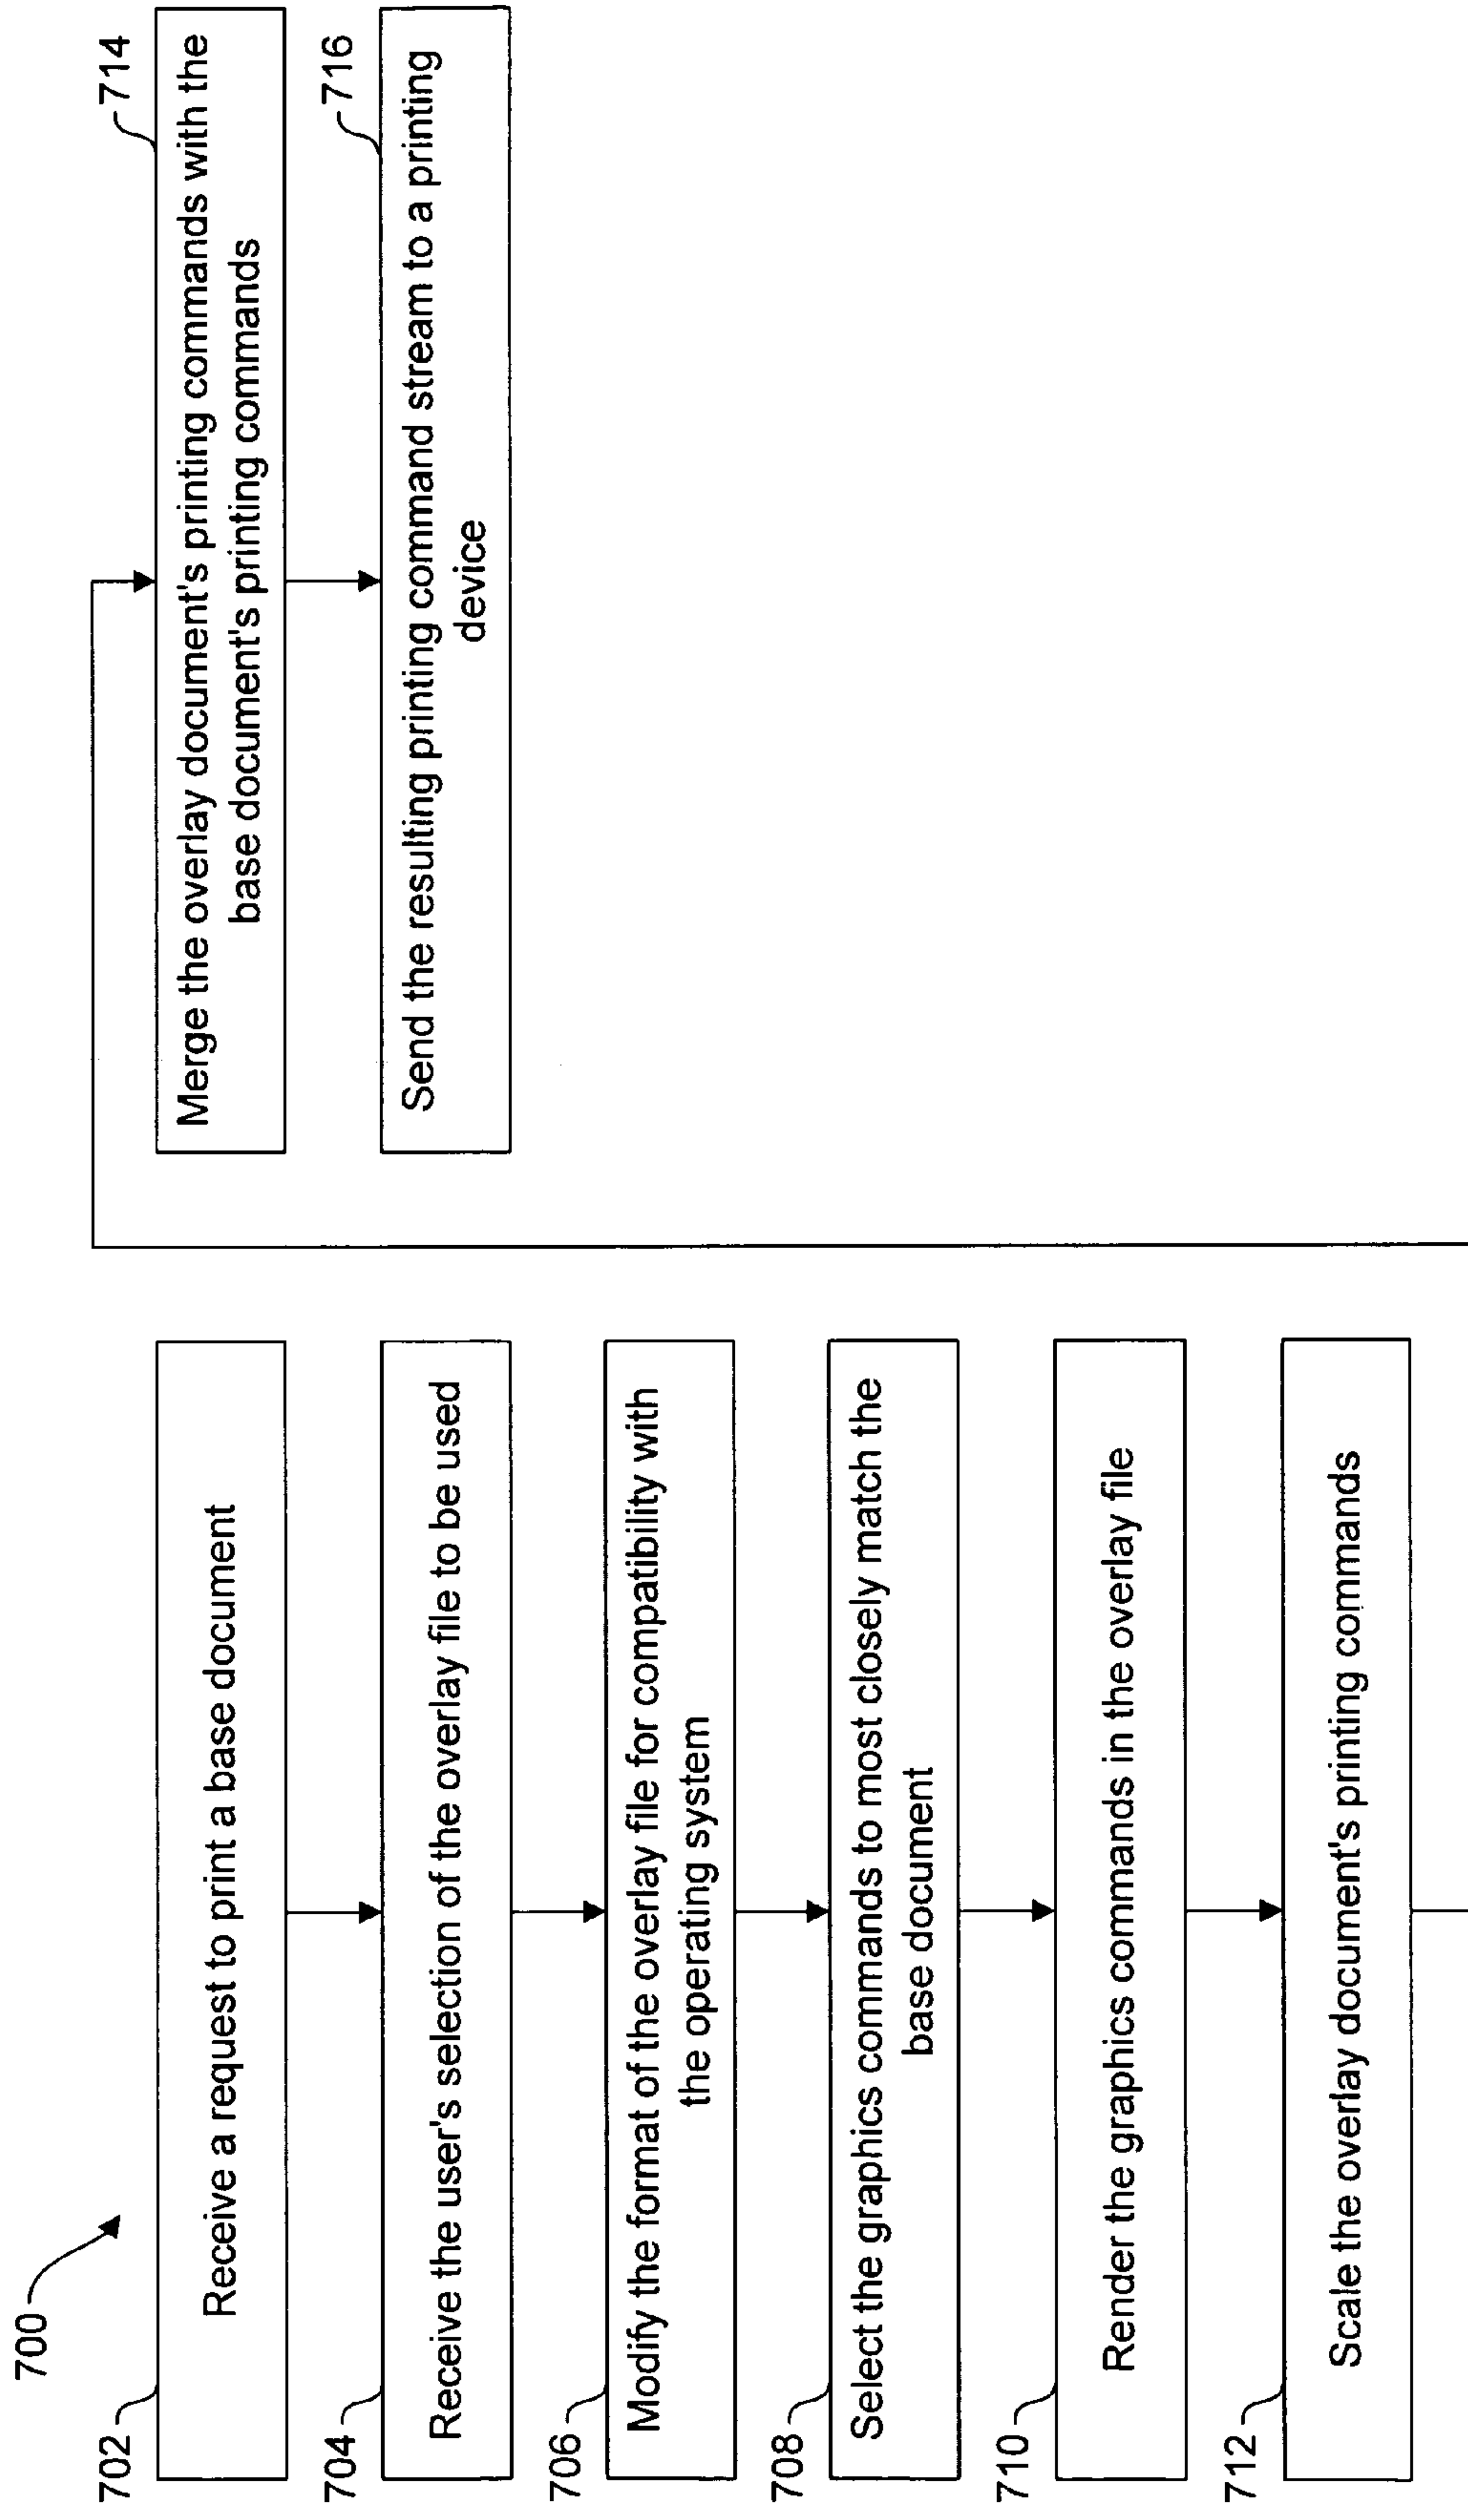 700
702
Receive a request to print a base document
704
Receive the user's selection of the overlay file to be used
706
Modify the format of the overlay file for compatibility with
the operating system
708
Select the graphics commands to most closely match the
base document
710
Render the graphics commands in the overlay file
712
Scale the overlay document's printing commands
714
Merge the overlay document's printing commands with the
base document's printing commands
716
Send the resulting printing command stream to a printing
device